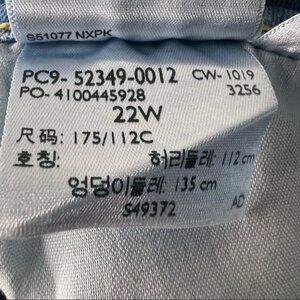 S51077 NXPK
PC9- 52349-0012 CW-1019
PO- 4100445928 3256
22W
尺码: 175/112C
호칭: 허리둘레: 112 cm
엉덩이둘레: 135 cm
S49372 AD